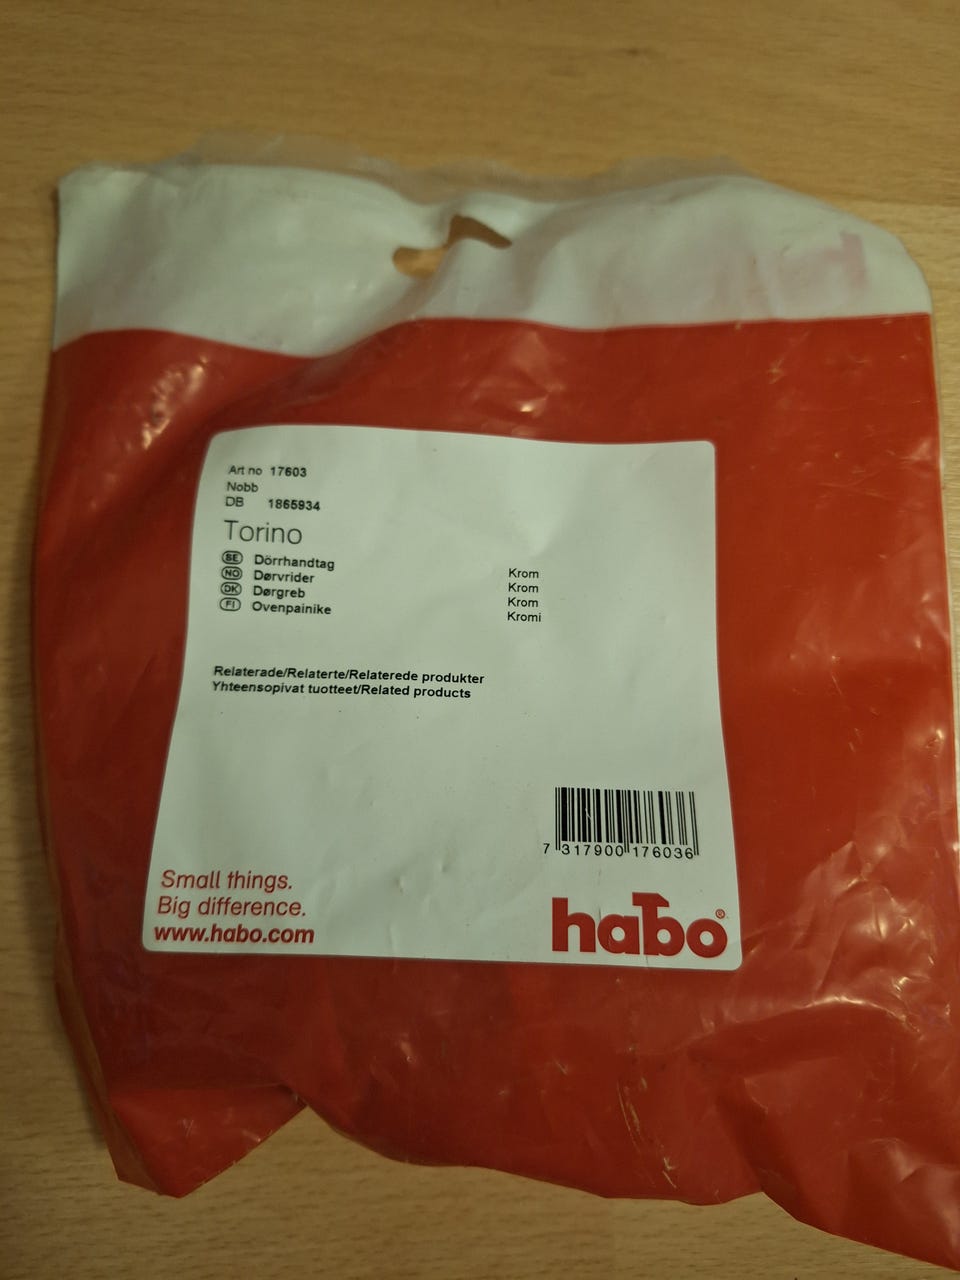 Art no 17603
Nobb
DB 1865934
Torino
SE Dörrhandtag Krom
NO Dørvrider Krom
DK Dørgreb Krom
FI Ovenpainike Kromi
Relaterade/Relaterte/Relaterede produkter
Yhteensopivat tuotteet/Related products
7 317900 176036
Small things.
Big difference.
www.habo.com
habo®